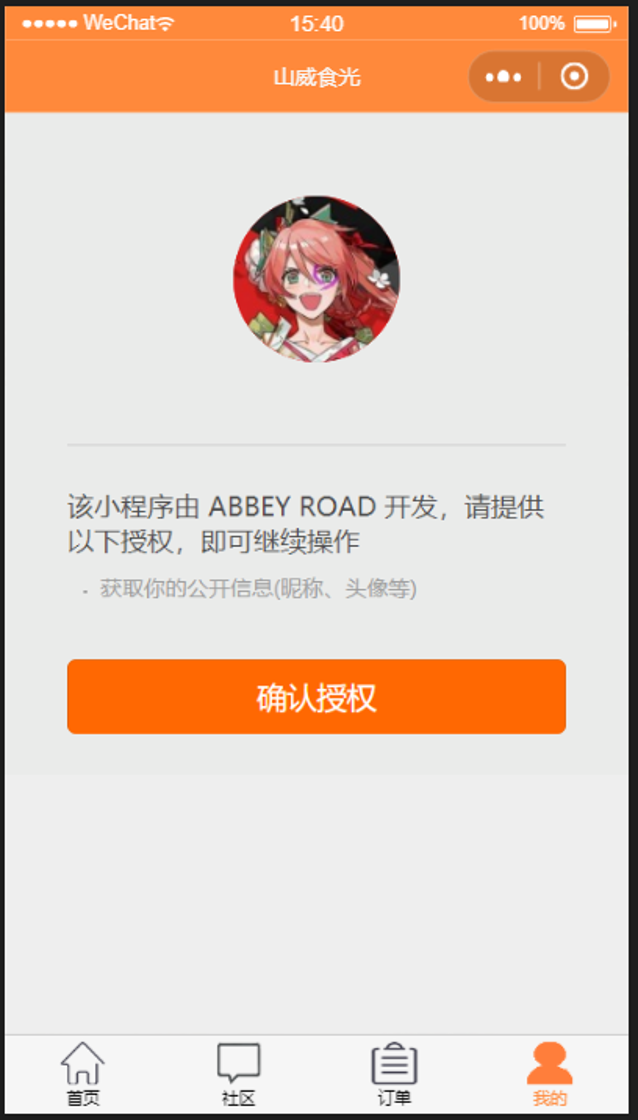 WeChat 15:40 100%
山威食光
该小程序由 ABBEY ROAD 开发，请提供
以下授权，即可继续操作
· 获取你的公开信息(昵称、头像等)
确认授权
首页 社区 订单 我的